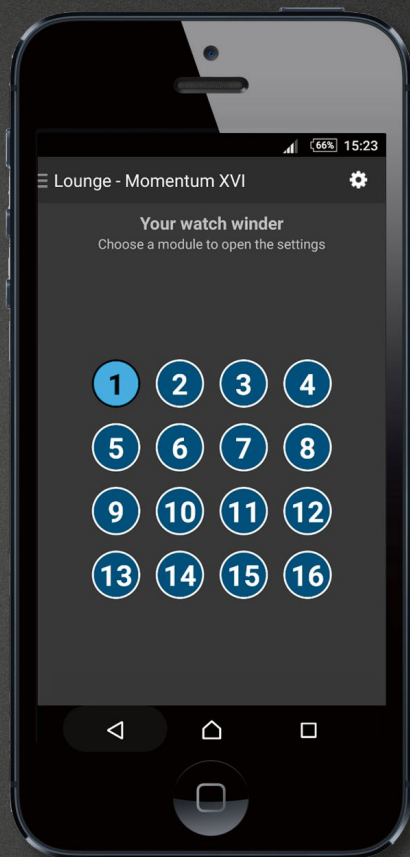 66% 15:23
Lounge - Momentum XVI
Your watch winder
Choose a module to open the settings
1 2 3 4
5 6 7 8
9 10 11 12
13 14 15 16